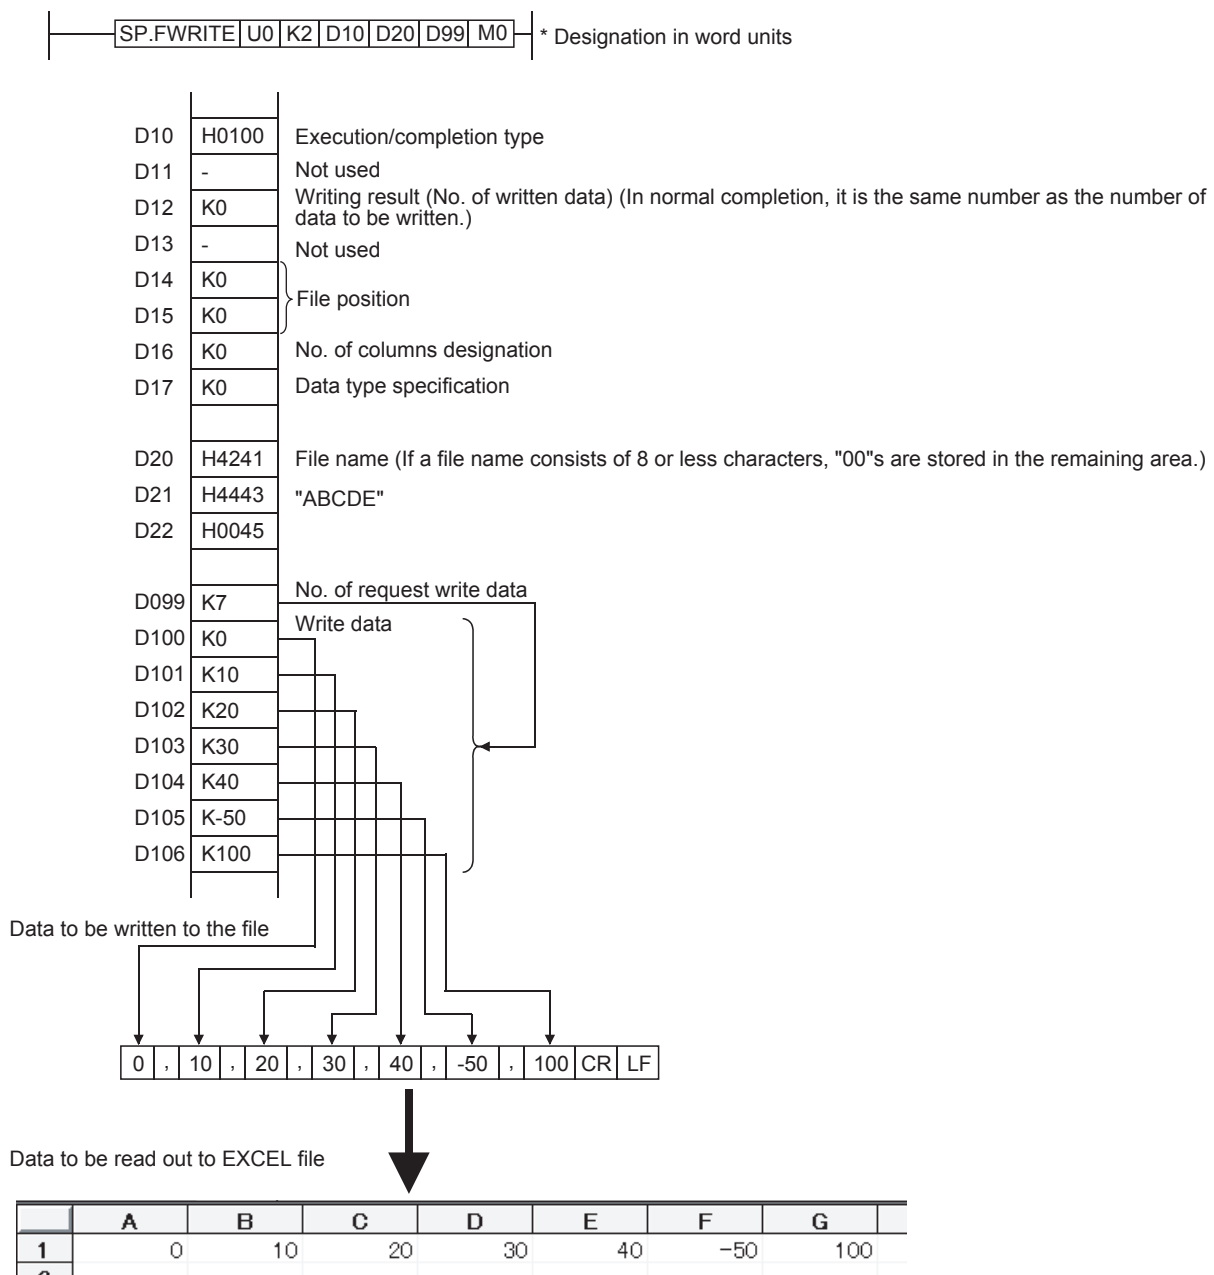 SP.FWRITE U0 K2 D10 D20 D99 M0 * Designation in word units
D10 H0100 Execution/completion type
D11 - Not used
D12 K0 Writing result (No. of written data) (In normal completion, it is the same number as the number of
data to be written.)
D13 - Not used
D14 K0
File position
D15 K0
D16 K0 No. of columns designation
D17 K0 Data type specification
D20 H4241 File name (If a file name consists of 8 or less characters, "00"s are stored in the remaining area.)
D21 H4443 "ABCDE"
D22 H0045
No. of request write data
D099 K7
Write data
D100 K0
D101 K10
D102 K20
D103 K30
D104 K40
D105 K-50
D106 K100
Data to be written to the file
0 , 10 , 20 , 30 , 40 , -50 , 100 CR LF
Data to be read out to EXCEL file
A B C D E F G
1 0 10 20 30 40 -50 100